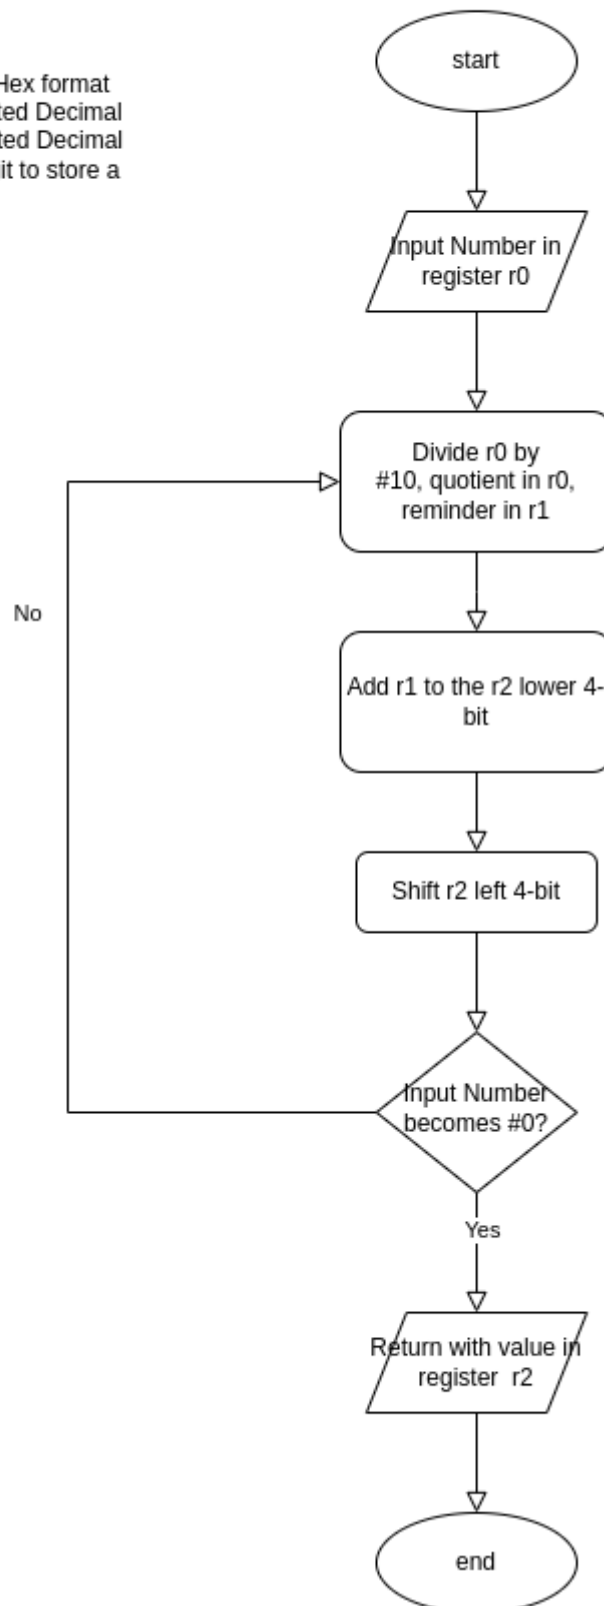 start
Hex format
ted Decimal
ted Decimal
it to store a
Input Number in
register r0
Divide r0 by
#10, quotient in r0,
reminder in r1
No
Add r1 to the r2 lower 4-
bit
Shift r2 left 4-bit
Input Number
becomes #0?
Yes
Return with value in
register r2
end